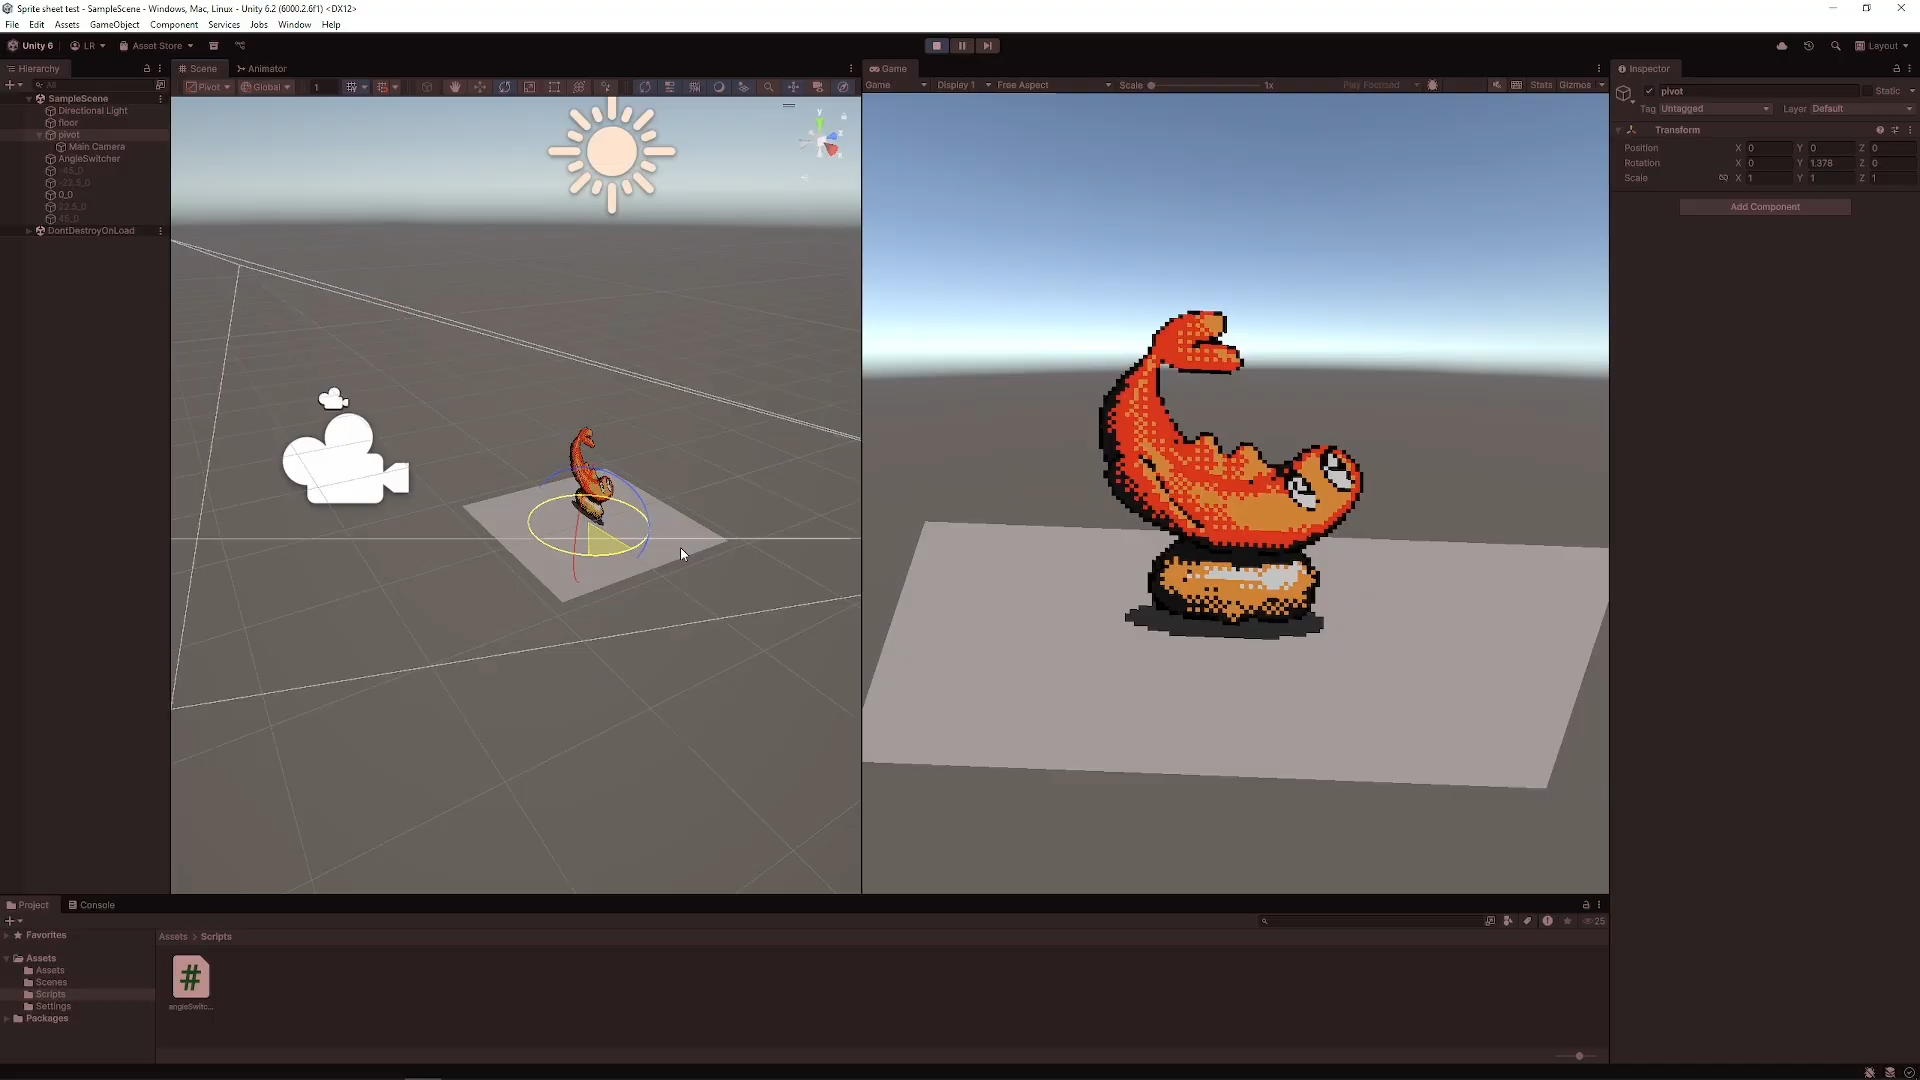 Sprite sheet test - SampleScene - Windows, Mac, Linux - Unity 6.2 (6000.2.6f1) <DX12>
File Edit Assets GameObject Component Services Jobs Window Help
Unity 6 LR Asset Store Layout
Hierarchy
All
SampleScene
Directional Light
floor
pivot
Main Camera
AngleSwitcher
-45_0
-22.5_0
0_0
22.5_0
45_0
DontDestroyOnLoad
Scene Animator
Pivot Global 1
y
Game
Game Display 1 Free Aspect Scale 1x Play Focused Stats Gizmos
Inspector
pivot Static
Tag Untagged Layer Default
Transform
Position X 0 Y 0 Z 0
Rotation X 0 Y 1.378 Z 0
Scale X 1 Y 1 Z 1
Add Component
Project Console
25
Favorites
Assets
Assets
Scenes
Scripts
Settings
Packages
Assets > Scripts
#
angleSwitc...